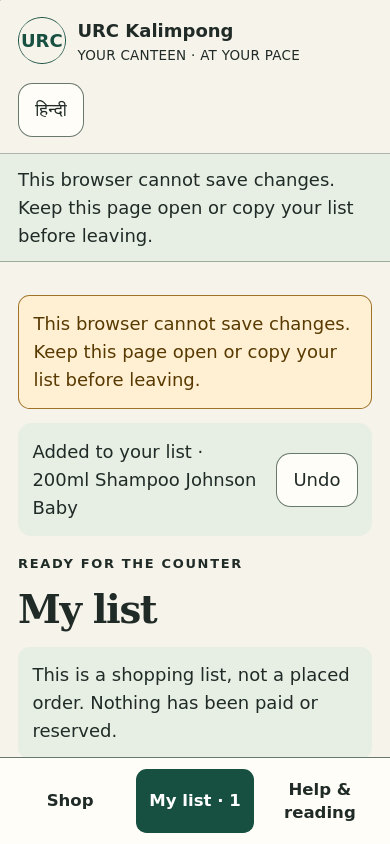 URC
URC Kalimpong
YOUR CANTEEN · AT YOUR PACE
हिन्दी
This browser cannot save changes.
Keep this page open or copy your list
before leaving.
This browser cannot save changes.
Keep this page open or copy your
list before leaving.
Added to your list ·
200ml Shampoo Johnson
Baby
Undo
READY FOR THE COUNTER
My list
This is a shopping list, not a placed
order. Nothing has been paid or
reserved.
Shop
My list · 1
Help &
reading